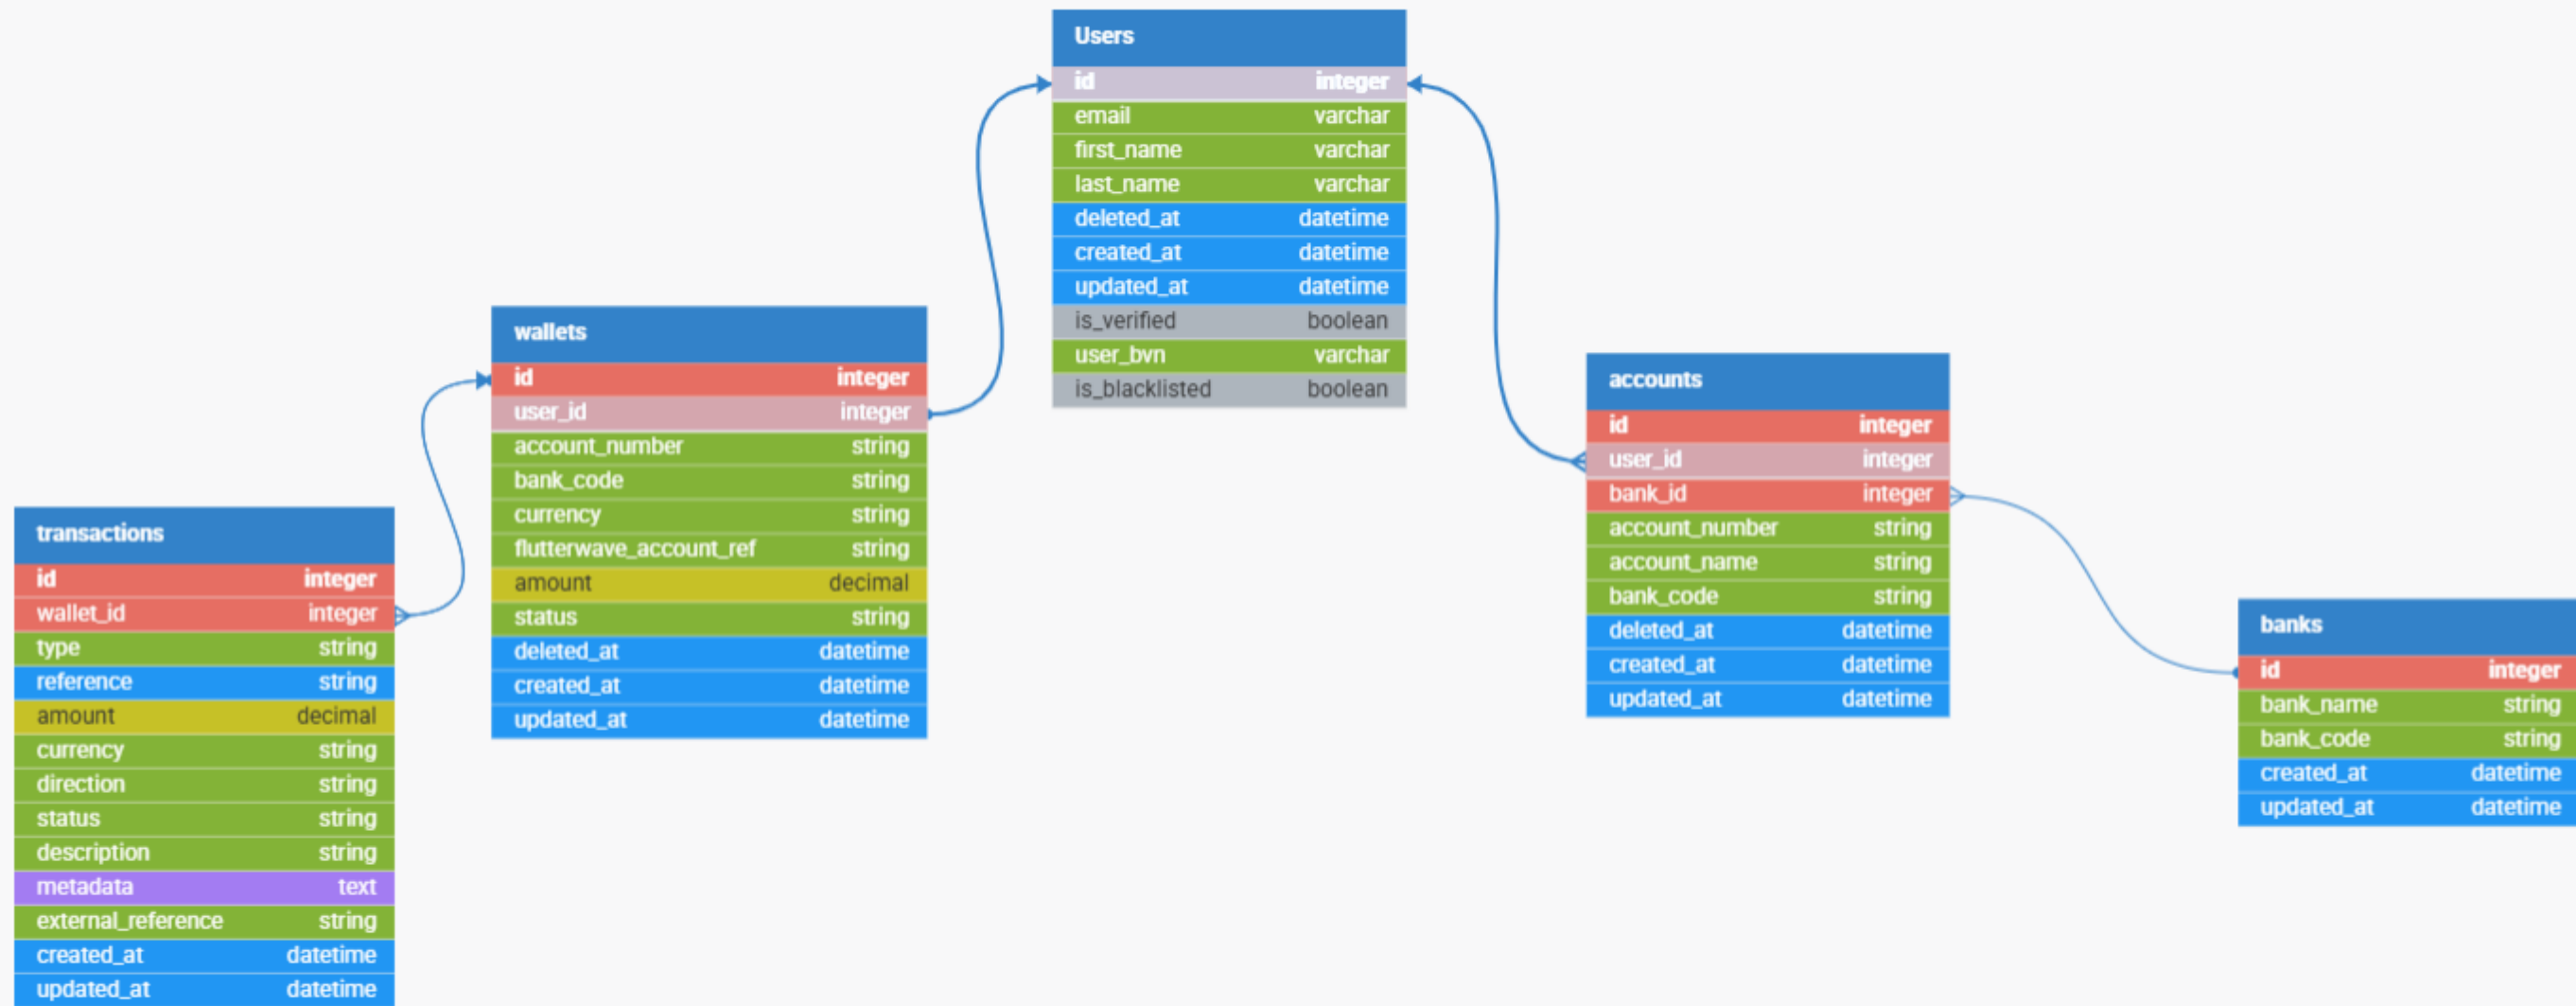 Users
id integer
email varchar
first_name varchar
last_name varchar
deleted_at datetime
created_at datetime
updated_at datetime
is_verified boolean
user_bvn varchar
is_blacklisted boolean
wallets
id integer
user_id integer
account_number string
bank_code string
currency string
flutterwave_account_ref string
amount decimal
status string
deleted_at datetime
created_at datetime
updated_at datetime
accounts
id integer
user_id integer
bank_id integer
account_number string
account_name string
bank_code string
deleted_at datetime
created_at datetime
updated_at datetime
transactions
id integer
wallet_id integer
type string
reference string
amount decimal
currency string
direction string
status string
description string
metadata text
external_reference string
created_at datetime
updated_at datetime
banks
id integer
bank_name string
bank_code string
created_at datetime
updated_at datetime